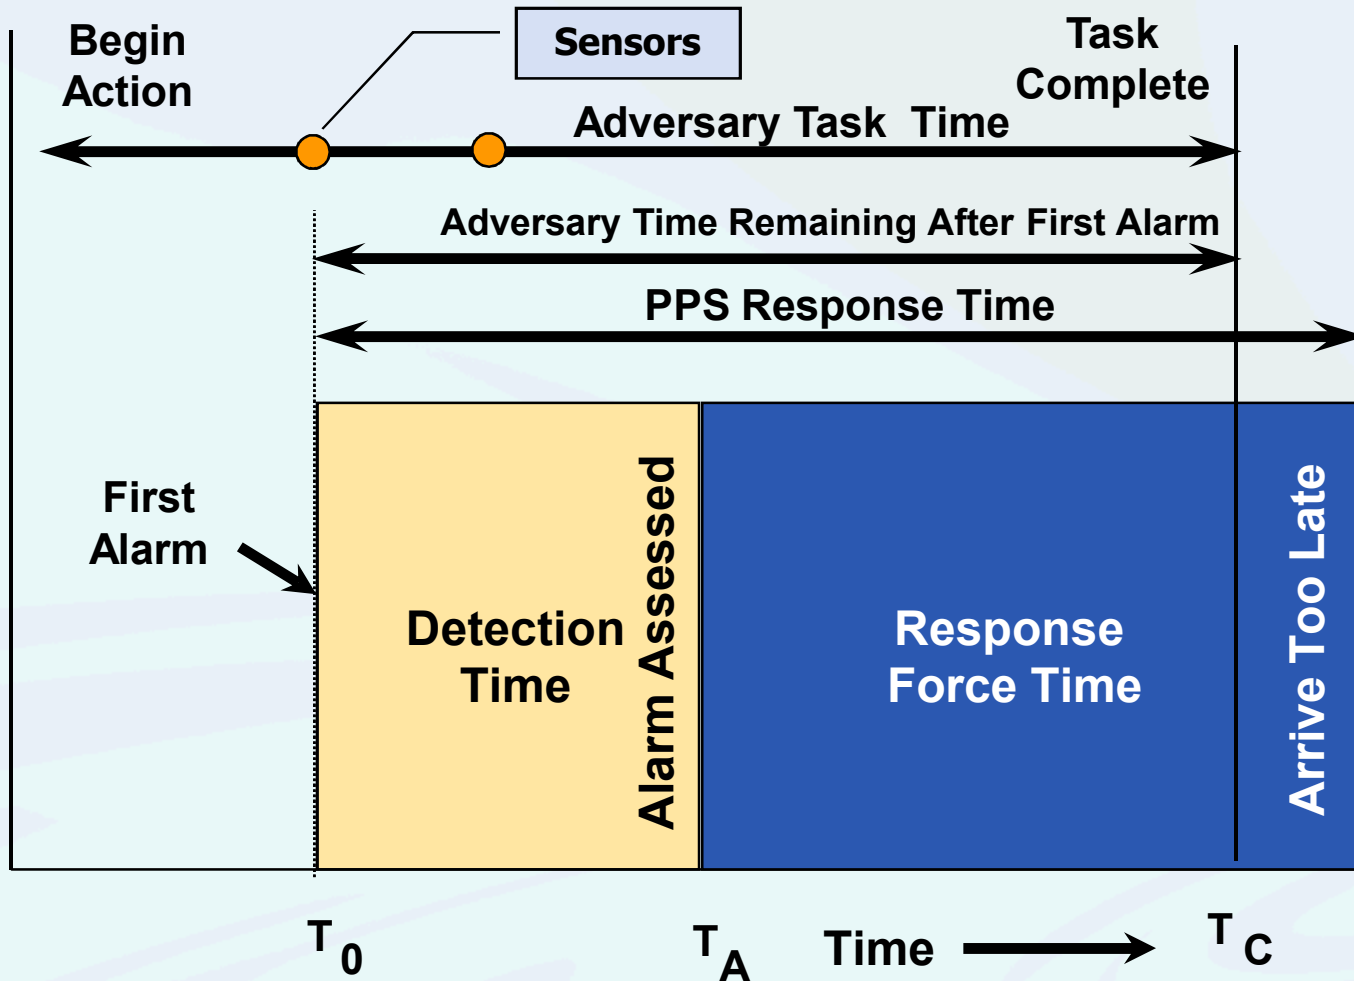 Begin
Action
Sensors
Task
Complete
Adversary Task Time
Adversary Time Remaining After First Alarm
PPS Response Time
First
Alarm
Detection
Time
Alarm Assessed
Response
Force Time
Arrive Too Late
T0
TA
Time
TC